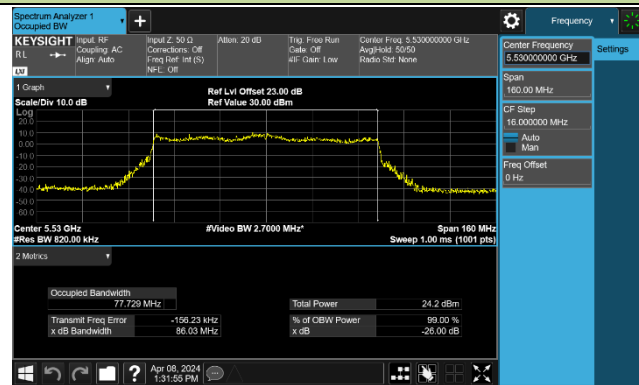 Spectrum Analyzer 1
Occupied BW
Frequency
KEYSIGHT
RL
LXI
Input: RF
Coupling: AC
Align: Auto
Input Z: 50 Ω
Corrections: Off
Freq Ref: Int (S)
NFE: Off
Atten: 20 dB
Trig: Free Run
Gate: Off
#IF Gain: Low
Center Freq: 5.530000000 GHz
Avg|Hold: 50/50
Radio Std: None
Center Frequency
5.530000000 GHz
Settings
Span
160.00 MHz
CF Step
16.000000 MHz
Auto
Man
Freq Offset
0 Hz
1 Graph
Scale/Div 10.0 dB
Ref Lvl Offset 23.00 dB
Ref Value 30.00 dBm
Log
20.0
10.0
0.00
-10.0
-20.0
-30.0
-40.0
-50.0
-60.0
Center 5.53 GHz
#Res BW 820.00 kHz
#Video BW 2.7000 MHz*
Span 160 MHz
Sweep 1.00 ms (1001 pts)
2 Metrics
Occupied Bandwidth
77.729 MHz
Total Power
24.2 dBm
Transmit Freq Error
-156.23 kHz
% of OBW Power
99.00 %
x dB Bandwidth
86.03 MHz
x dB
-26.00 dB
?
Apr 08, 2024
1:31:55 PM